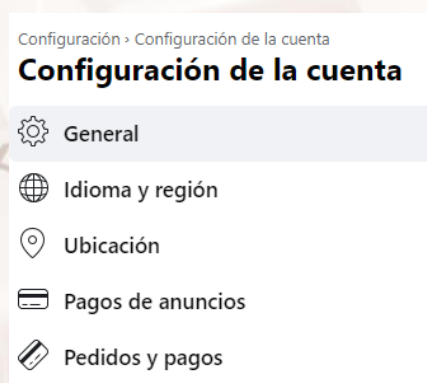 Configuración › Configuración de la cuenta
Configuración de la cuenta
General
Idioma y región
Ubicación
Pagos de anuncios
Pedidos y pagos